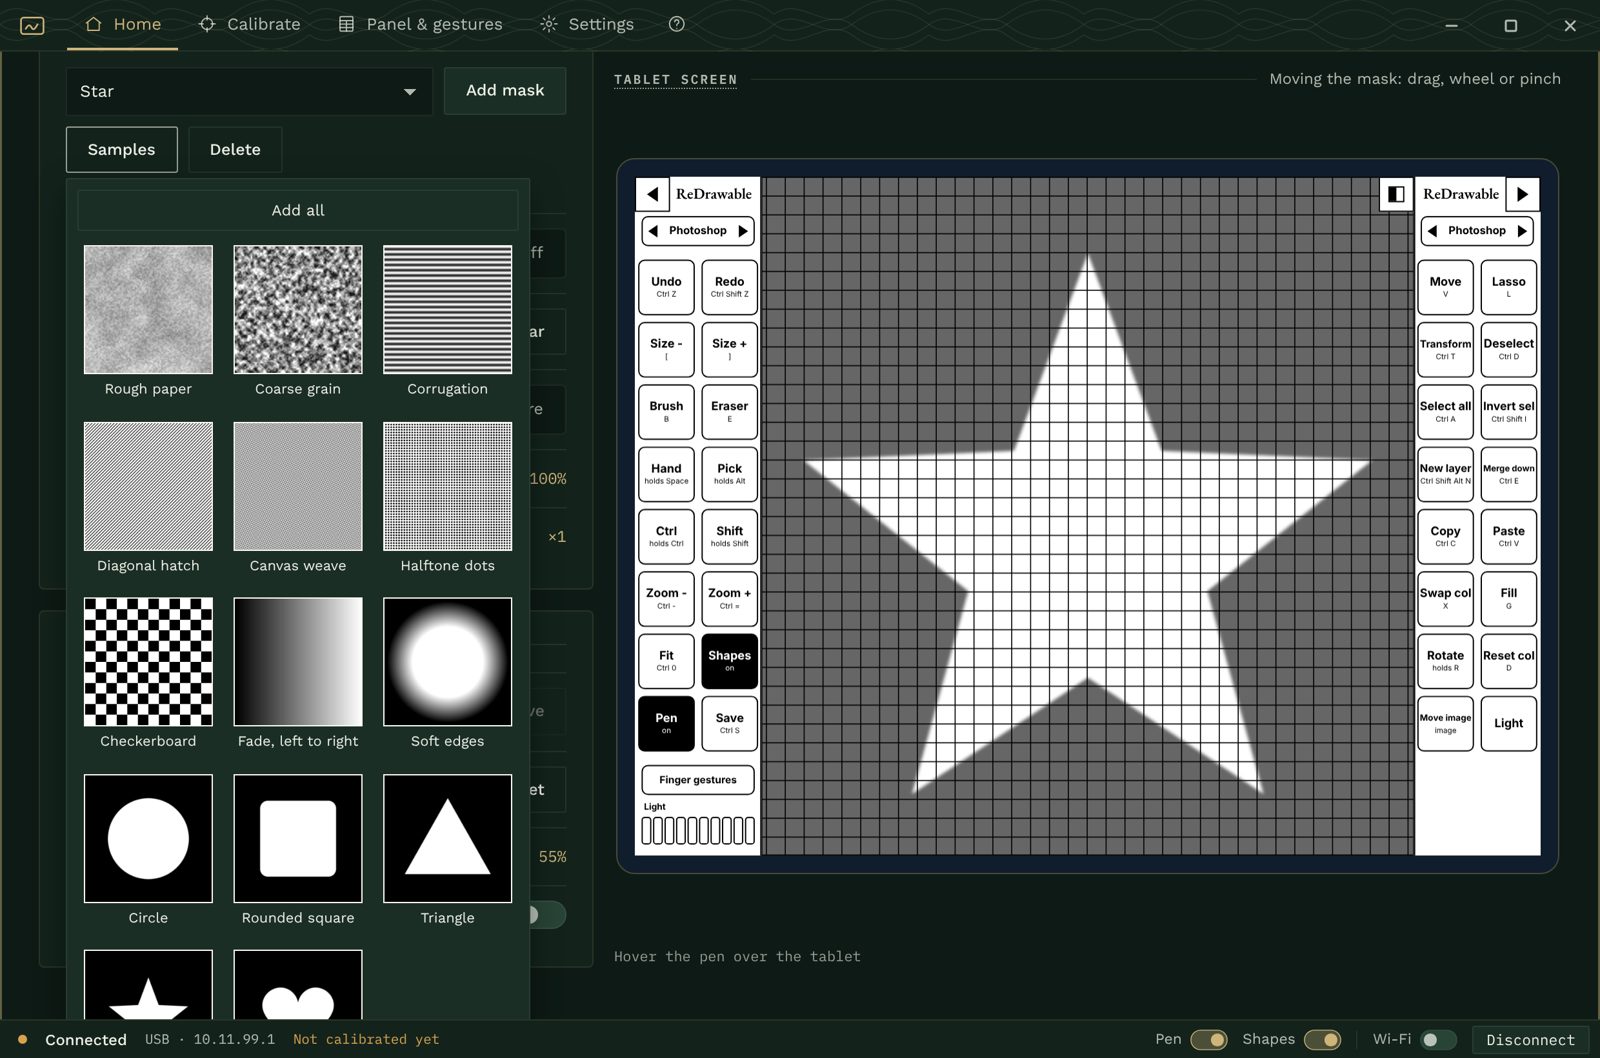 Home
Calibrate
Panel & gestures
Settings
Star
Add mask
Samples
Delete
Add all
Rough paper
Coarse grain
Corrugation
Diagonal hatch
Canvas weave
Halftone dots
Checkerboard
Fade, left to right
Soft edges
Circle
Rounded square
Triangle
ff
ar
re
100%
×1
ve
et
55%
TABLET SCREEN
Moving the mask: drag, wheel or pinch
ReDrawable
Photoshop
Undo
Ctrl Z
Redo
Ctrl Shift Z
Size -
[
Size +
]
Brush
B
Eraser
E
Hand
holds Space
Pick
holds Alt
Ctrl
holds Ctrl
Shift
holds Shift
Zoom -
Ctrl -
Zoom +
Ctrl =
Fit
Ctrl 0
Shapes
on
Pen
on
Save
Ctrl S
Finger gestures
Light
ReDrawable
Photoshop
Move
V
Lasso
L
Transform
Ctrl T
Deselect
Ctrl D
Select all
Ctrl A
Invert sel
Ctrl Shift I
New layer
Ctrl Shift Alt N
Merge down
Ctrl E
Copy
Ctrl C
Paste
Ctrl V
Swap col
X
Fill
G
Rotate
holds R
Reset col
D
Move image
image
Light
Hover the pen over the tablet
Connected
USB · 10.11.99.1
Not calibrated yet
Pen
Shapes
Wi-Fi
Disconnect